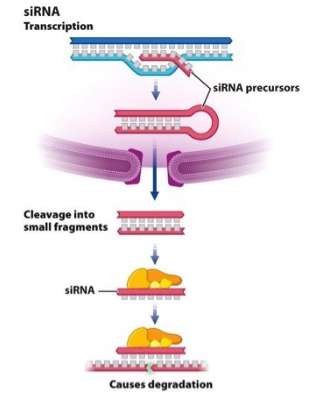 siRNA
Transcription
siRNA precursors
Cleavage into
small fragments
siRNA
Causes degradation